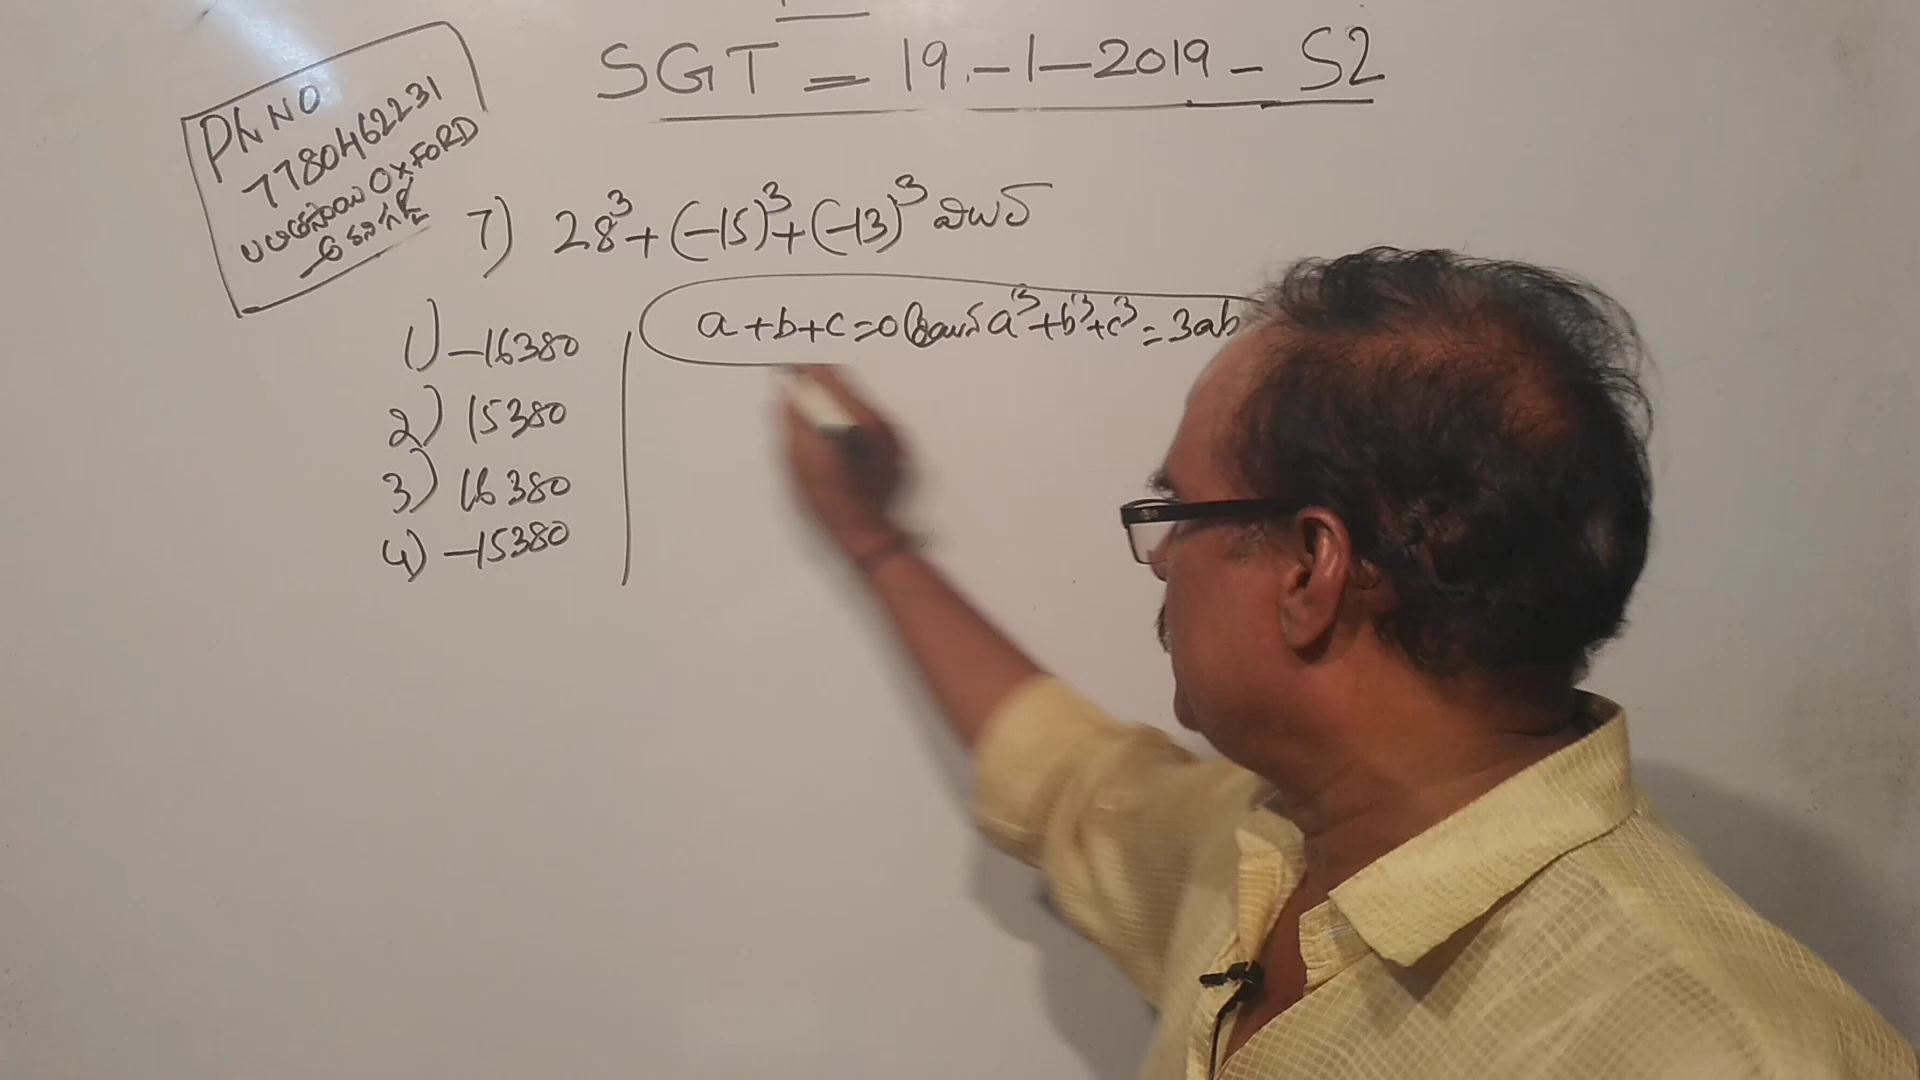 SGT = 19-1-2019-S2
Ph NO
7780462231
OXFORD
7) 28³+(-15)³+(-13)³ విలువ
a+b+c=0 అయిన a³+b³+c³=3ab
1) -16380
2) 15380
3) 16380
4) -15380